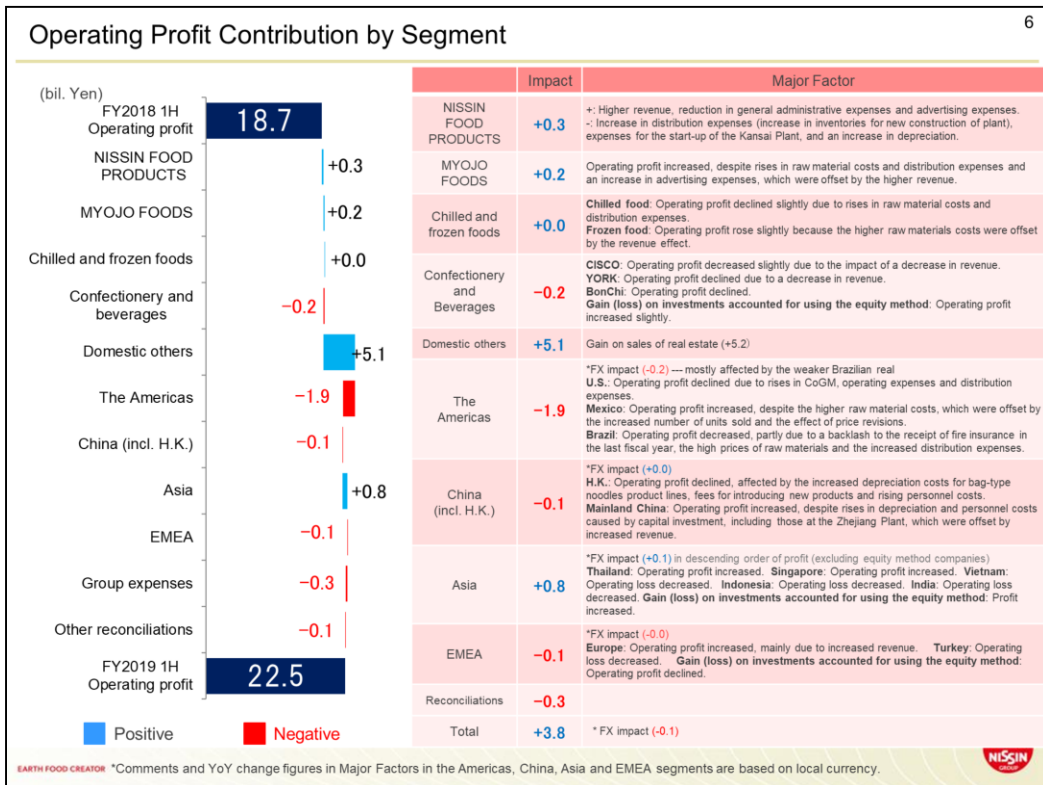 6
Operating Profit Contribution by Segment
(bil. Yen)
FY2018 1H
Operating profit
18.7
NISSIN FOOD
PRODUCTS
+0.3
MYOJO FOODS
+0.2
Chilled and frozen foods
+0.0
Confectionery and
beverages
−0.2
Domestic others
+5.1
The Americas
−1.9
China (incl. H.K.)
−0.1
Asia
+0.8
EMEA
−0.1
Group expenses
−0.3
Other reconciliations
−0.1
FY2019 1H
Operating profit
22.5
Positive
Negative
Impact
Major Factor
NISSIN
FOOD
PRODUCTS
+0.3
+: Higher revenue, reduction in general administrative expenses and advertising expenses.
-: Increase in distribution expenses (increase in inventories for new construction of plant),
expenses for the start-up of the Kansai Plant, and an increase in depreciation.
MYOJO
FOODS
+0.2
Operating profit increased, despite rises in raw material costs and distribution expenses and
an increase in advertising expenses, which were offset by the higher revenue.
Chilled and
frozen foods
+0.0
Chilled food: Operating profit declined slightly due to rises in raw material costs and
distribution expenses.
Frozen food: Operating profit rose slightly because the higher raw materials costs were offset
by the revenue effect.
Confectionery
and
Beverages
−0.2
CISCO: Operating profit decreased slightly due to the impact of a decrease in revenue.
YORK: Operating profit declined due to a decrease in revenue.
BonChi: Operating profit declined.
Gain (loss) on investments accounted for using the equity method: Operating profit
increased slightly.
Domestic others
+5.1
Gain on sales of real estate (+5.2)
The
Americas
−1.9
*FX impact (-0.2) --- mostly affected by the weaker Brazilian real
U.S.: Operating profit declined due to rises in CoGM, operating expenses and distribution
expenses.
Mexico: Operating profit increased, despite the higher raw material costs, which were offset by
the increased number of units sold and the effect of price revisions.
Brazil: Operating profit decreased, partly due to a backlash to the receipt of fire insurance in
the last fiscal year, the high prices of raw materials and the increased distribution expenses.
China
(incl. H.K.)
−0.1
*FX impact (+0.0)
H.K.: Operating profit declined, affected by the increased depreciation costs for bag-type
noodles product lines, fees for introducing new products and rising personnel costs.
Mainland China: Operating profit increased, despite rises in depreciation and personnel costs
caused by capital investment, including those at the Zhejiang Plant, which were offset by
increased revenue.
Asia
+0.8
*FX impact (+0.1) in descending order of profit (excluding equity method companies)
Thailand: Operating profit increased. Singapore: Operating profit increased. Vietnam:
Operating loss decreased. Indonesia: Operating loss decreased. India: Operating loss
decreased. Gain (loss) on investments accounted for using the equity method: Profit
increased.
EMEA
−0.1
*FX impact (-0.0)
Europe: Operating profit increased, mainly due to increased revenue. Turkey: Operating
loss decreased. Gain (loss) on investments accounted for using the equity method:
Operating profit declined.
Reconciliations
−0.3
Total
+3.8
* FX impact (-0.1)
EARTH FOOD CREATOR *Comments and YoY change figures in Major Factors in the Americas, China, Asia and EMEA segments are based on local currency.
NISSIN
GROUP